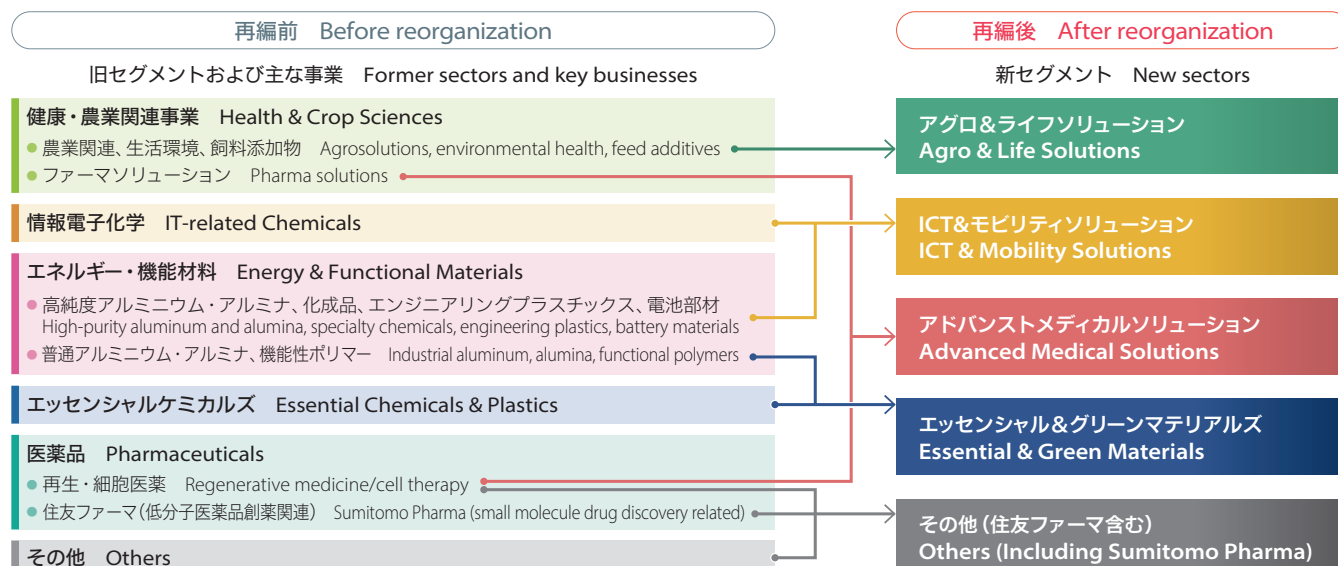 再編前 Before reorganization
旧セグメントおよび主な事業 Former sectors and key businesses
健康・農業関連事業 Health & Crop Sciences
● 農業関連、生活環境、飼料添加物 Agrosolutions, environmental health, feed additives
● ファーマソリューション Pharma solutions
情報電子化学 IT-related Chemicals
エネルギー・機能材料 Energy & Functional Materials
● 高純度アルミニウム・アルミナ、化成品、エンジニアリングプラスチックス、電池部材
High-purity aluminum and alumina, specialty chemicals, engineering plastics, battery materials
● 普通アルミニウム・アルミナ、機能性ポリマー Industrial aluminum, alumina, functional polymers
エッセンシャルケミカルズ Essential Chemicals & Plastics
医薬品 Pharmaceuticals
● 再生・細胞医薬 Regenerative medicine/cell therapy
● 住友ファーマ(低分子医薬品創薬関連) Sumitomo Pharma (small molecule drug discovery related)
その他 Others
再編後 After reorganization
新セグメント New sectors
アグロ&ライフソリューション
Agro & Life Solutions
ICT&モビリティソリューション
ICT & Mobility Solutions
アドバンストメディカルソリューション
Advanced Medical Solutions
エッセンシャル&グリーンマテリアルズ
Essential & Green Materials
その他(住友ファーマ含む)
Others (Including Sumitomo Pharma)